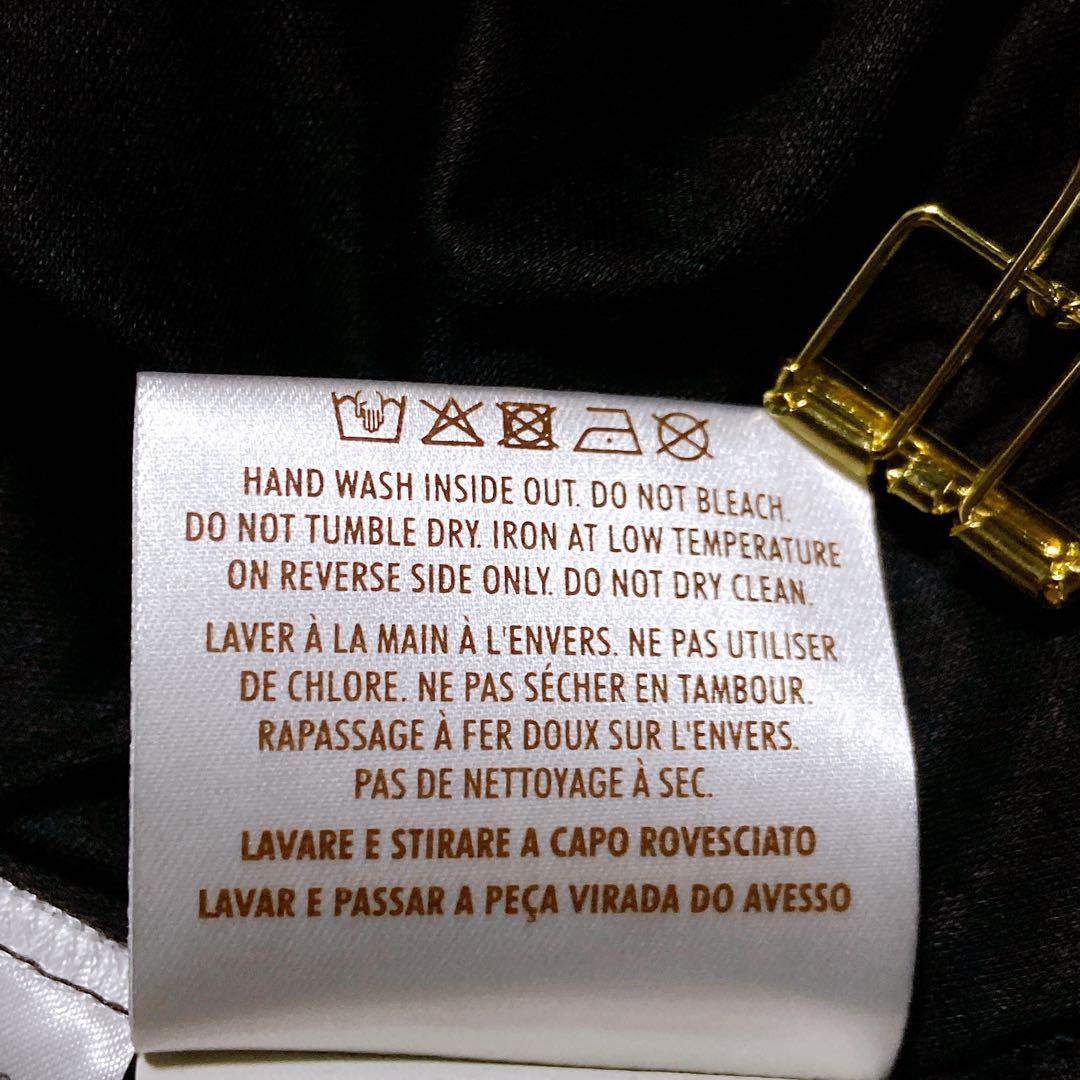 HAND WASH INSIDE OUT. DO NOT BLEACH.
DO NOT TUMBLE DRY. IRON AT LOW TEMPERATURE
ON REVERSE SIDE ONLY. DO NOT DRY CLEAN.
LAVER À LA MAIN À L'ENVERS. NE PAS UTILISER
DE CHLORE. NE PAS SÉCHER EN TAMBOUR.
RAPASSAGE À FER DOUX SUR L'ENVERS.
PAS DE NETTOYAGE À SEC.
LAVARE E STIRARE A CAPO ROVESCIATO
LAVAR E PASSAR A PEÇA VIRADA DO AVESSO